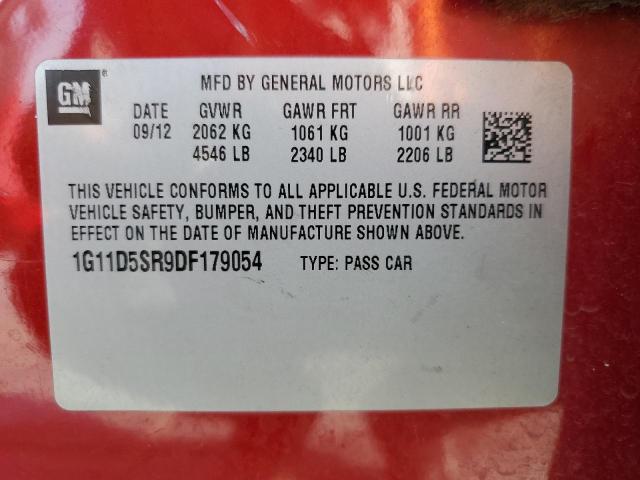 GM
MFD BY GENERAL MOTORS LLC
DATE GVWR GAWR FRT GAWR RR
09/12 2062 KG 1061 KG 1001 KG
4546 LB 2340 LB 2206 LB
THIS VEHICLE CONFORMS TO ALL APPLICABLE U.S. FEDERAL MOTOR
VEHICLE SAFETY, BUMPER, AND THEFT PREVENTION STANDARDS IN
EFFECT ON THE DATE OF MANUFACTURE SHOWN ABOVE.
1G11D5SR9DF179054 TYPE: PASS CAR